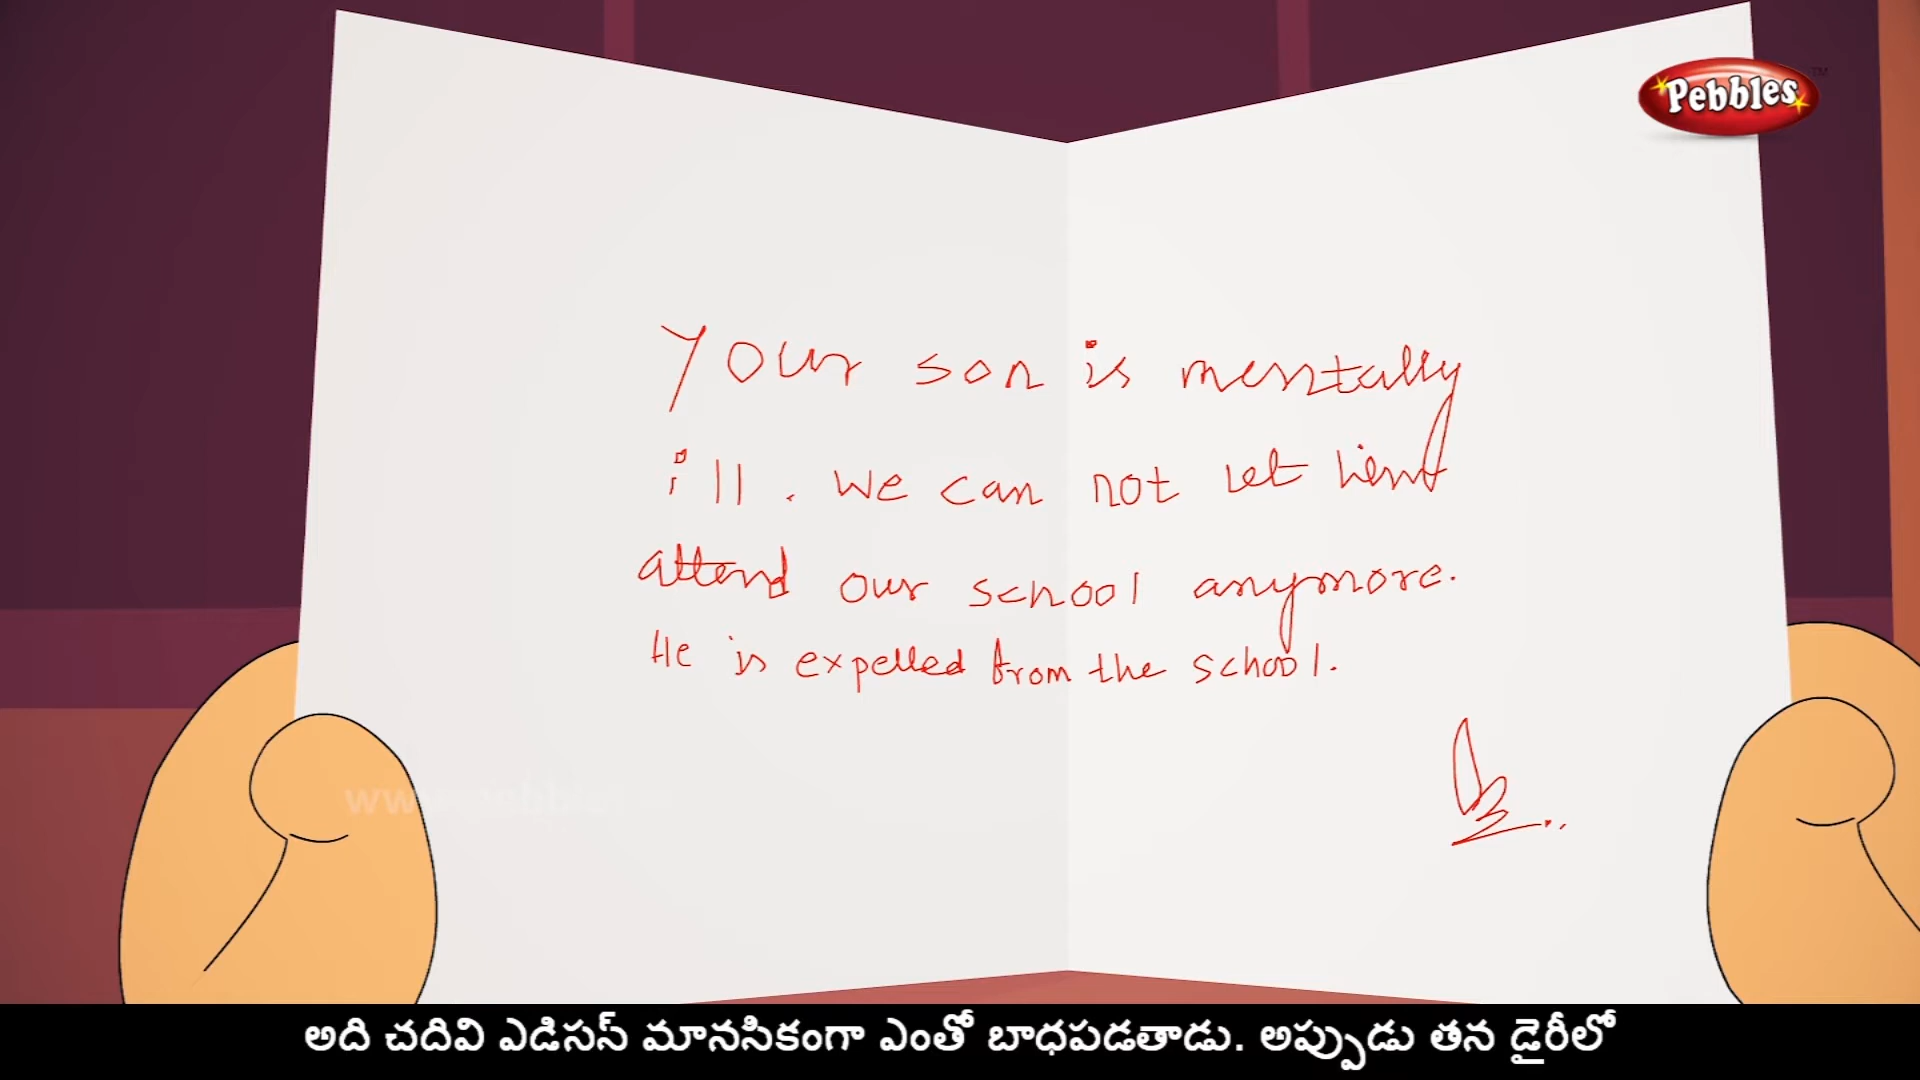 Pebbles
TM
Your son is mentally
ill. We can not let him
attend our school anymore.
He is expelled from the school.
అది చదివి ఎడిసన్ మానసికంగా ఎంతో బాధపడతాడు. అప్పుడు తన డైరీలో